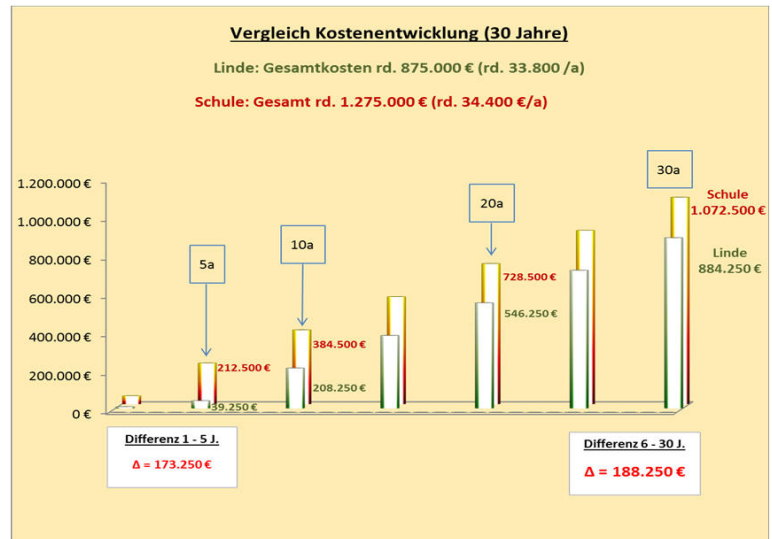 Vergleich Kostenentwicklung (30 Jahre)
Linde: Gesamtkosten rd. 875.000 € (rd. 33.800 /a)
Schule: Gesamt rd. 1.275.000 € (rd. 34.400 €/a)
1.200.000 €
1.000.000 €
800.000 €
600.000 €
400.000 €
200.000 €
0 €
5a
10a
20a
30a
212.500 €
39.250 €
384.500 €
208.250 €
728.500 €
546.250 €
Schule
1.072.500 €
Linde
884.250 €
Differenz 1 - 5 J.
Δ = 173.250 €
Differenz 6 - 30 J.
Δ = 188.250 €